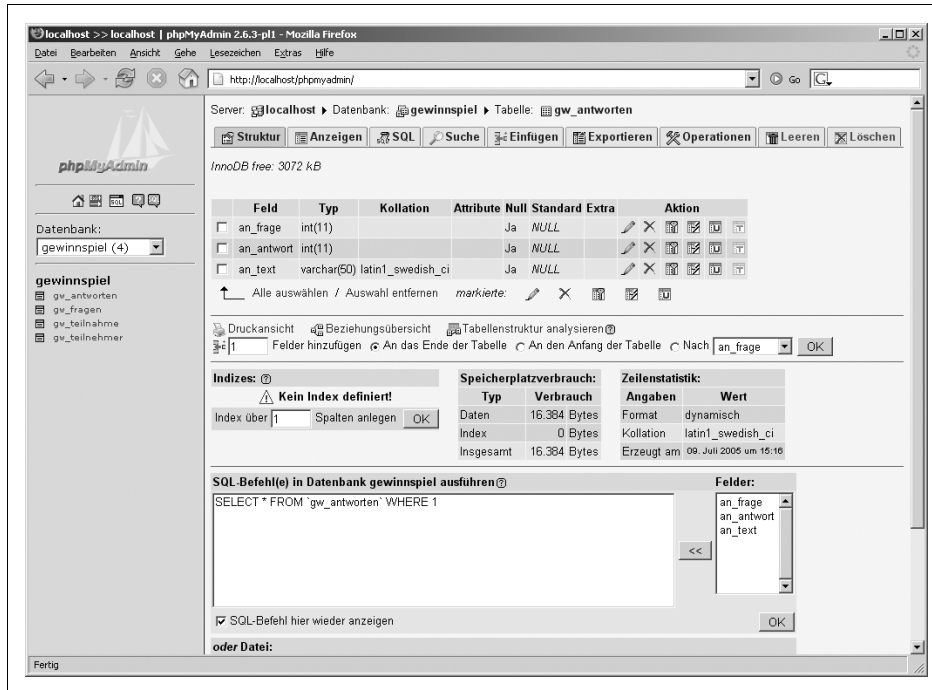 localhost >> localhost | phpMyAdmin 2.6.3-pl1 - Mozilla Firefox
Datei Bearbeiten Ansicht Gehe Lesezeichen Extras Hilfe
http://localhost/phpmyadmin/ Go G
phpMyAdmin
SQL
Datenbank:
gewinnspiel (4)
gewinnspiel
gw_antworten
gw_fragen
gw_teilnahme
gw_teilnehmer
Server: localhost Datenbank: gewinnspiel Tabelle: gw_antworten
Struktur Anzeigen SQL Suche Einfügen Exportieren Operationen Leeren Löschen
InnoDB free: 3072 kB
Feld Typ Kollation Attribute Null Standard Extra Aktion
an_frage int(11) Ja NULL
an_antwort int(11) Ja NULL
an_text varchar(50) latin1_swedish_ci Ja NULL
Alle auswählen / Auswahl entfernen markierte:
Druckansicht Beziehungsübersicht Tabellenstruktur analysieren
1 Felder hinzufügen An das Ende der Tabelle An den Anfang der Tabelle Nach an_frage OK
Indizes:
Kein Index definiert!
Index über 1 Spalten anlegen OK
Speicherplatzverbrauch:
Typ Verbrauch
Daten 16.384 Bytes
Index 0 Bytes
Insgesamt 16.384 Bytes
Zeilenstatistik:
Angaben Wert
Format dynamisch
Kollation latin1_swedish_ci
Erzeugt am 09. Juli 2005 um 15:16
SQL-Befehl(e) in Datenbank gewinnspiel ausführen
SELECT * FROM `gw_antworten` WHERE 1
Felder:
an_frage
an_antwort
an_text
<<
SQL-Befehl hier wieder anzeigen
OK
oder Datei:
Fertig